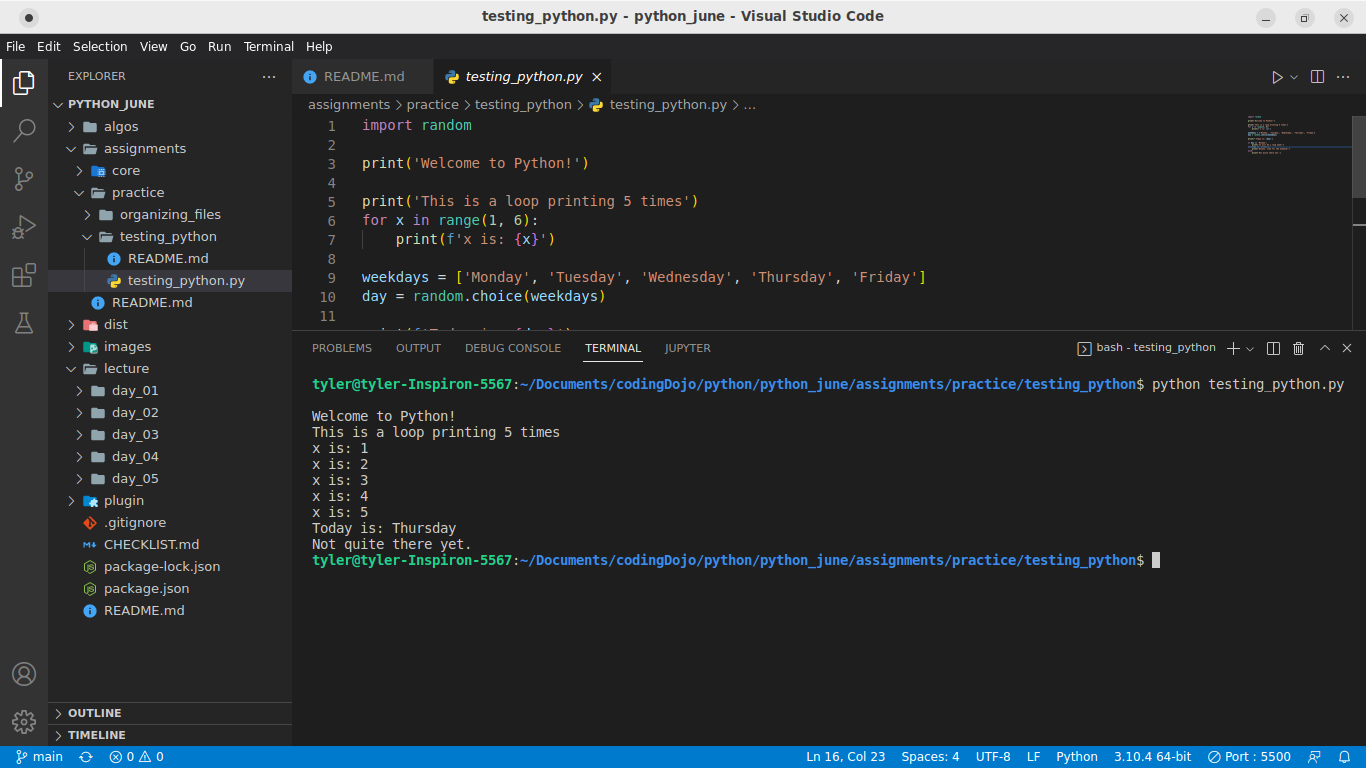 testing_python.py - python_june - Visual Studio Code
File Edit Selection View Go Run Terminal Help
EXPLORER
PYTHON_JUNE
algos
assignments
core
practice
organizing_files
testing_python
README.md
testing_python.py
README.md
dist
images
lecture
day_01
day_02
day_03
day_04
day_05
plugin
.gitignore
CHECKLIST.md
package-lock.json
package.json
README.md
OUTLINE
TIMELINE
README.md testing_python.py
assignments > practice > testing_python > testing_python.py > ...
1 import random
2
3 print('Welcome to Python!')
4
5 print('This is a loop printing 5 times')
6 for x in range(1, 6):
7     print(f'x is: {x}')
8
9 weekdays = ['Monday', 'Tuesday', 'Wednesday', 'Thursday', 'Friday']
10 day = random.choice(weekdays)
11
PROBLEMS OUTPUT DEBUG CONSOLE TERMINAL JUPYTER bash - testing_python
tyler@tyler-Inspiron-5567:~/Documents/codingDojo/python/python_june/assignments/practice/testing_python$ python testing_python.py
Welcome to Python!
This is a loop printing 5 times
x is: 1
x is: 2
x is: 3
x is: 4
x is: 5
Today is: Thursday
Not quite there yet.
tyler@tyler-Inspiron-5567:~/Documents/codingDojo/python/python_june/assignments/practice/testing_python$
main 0 0 Ln 16, Col 23 Spaces: 4 UTF-8 LF Python 3.10.4 64-bit Port : 5500